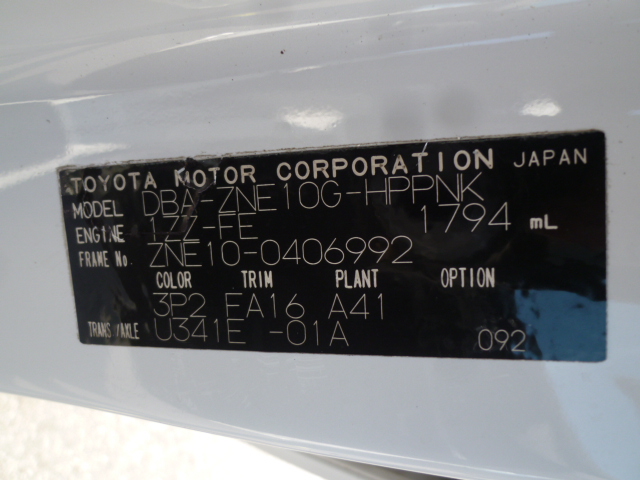 TOYOTA MOTOR CORPORATION JAPAN
MODEL DBA-ZNE10G-HPPNK
ENGINE 1ZZ-FE 1794 mL
FRAME No. ZNE10-0406992
COLOR TRIM PLANT OPTION
3P2 FA16 A41
TRANS/AXLE U341E -01A 092